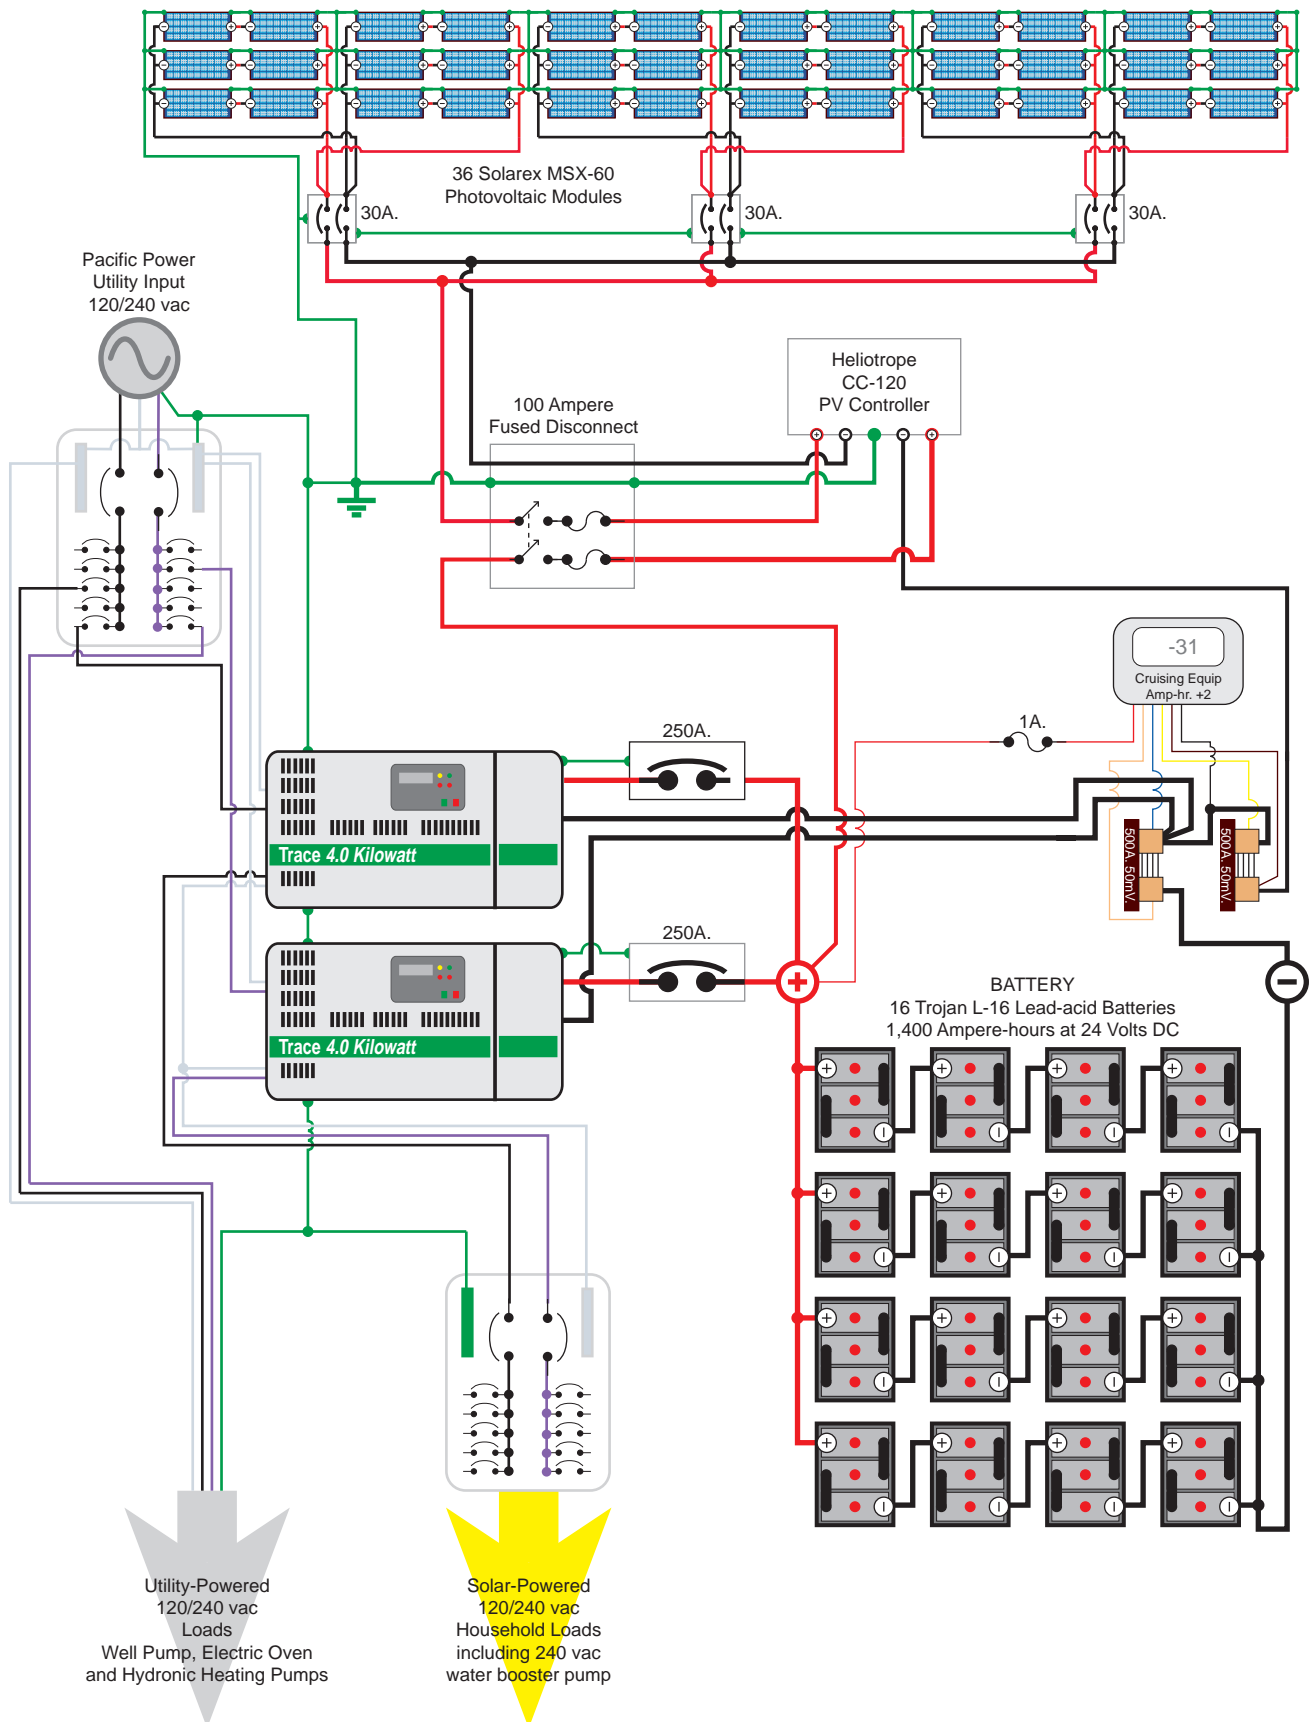 36 Solarex MSX-60
Photovoltaic Modules
30A.
30A.
30A.
Pacific Power
Utility Input
120/240 vac
Heliotrope
CC-120
PV Controller
100 Ampere
Fused Disconnect
-31
Cruising Equip
Amp-hr. +2
1A.
250A.
500A. 50mV.
500A. 50mV.
Trace 4.0 Kilowatt
250A.
Trace 4.0 Kilowatt
BATTERY
16 Trojan L-16 Lead-acid Batteries
1,400 Ampere-hours at 24 Volts DC
Utility-Powered
120/240 vac
Loads
Well Pump, Electric Oven
and Hydronic Heating Pumps
Solar-Powered
120/240 vac
Household Loads
including 240 vac
water booster pump